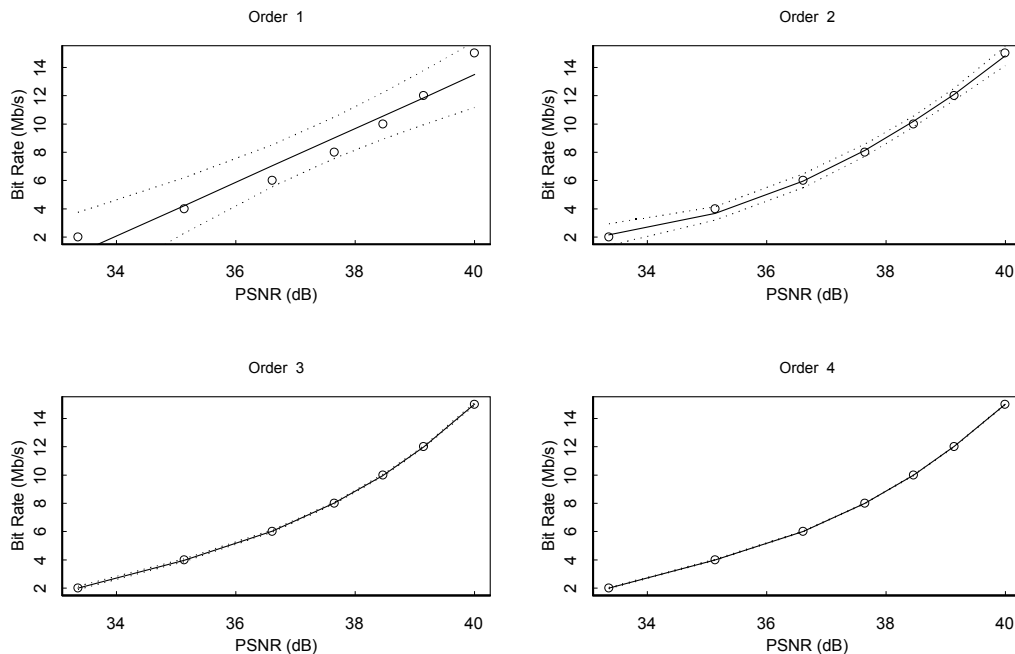 Order 1
Bit Rate (Mb/s)
2 4 6 8 10 12 14
34 36 38 40
PSNR (dB)
Order 2
Bit Rate (Mb/s)
2 4 6 8 10 12 14
34 36 38 40
PSNR (dB)
Order 3
Bit Rate (Mb/s)
2 4 6 8 10 14
34 36 38 40
PSNR (dB)
Order 4
Bit Rate (Mb/s)
2 4 6 8 10 14
34 36 38 40
PSNR (dB)